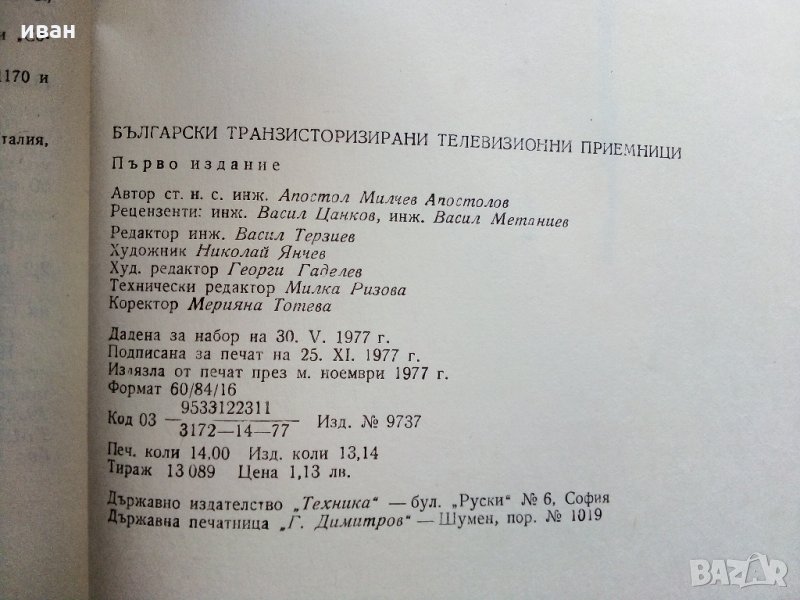 иван
и „Со-
1170 и
талия,
БЪЛГАРСКИ ТРАНЗИСТОРИЗИРАНИ ТЕЛЕВИЗИОННИ ПРИЕМНИЦИ
Първо издание
Автор ст. н. с. инж. Апостол Милчев Апостолов
Рецензенти: инж. Васил Цанков, инж. Васил Метаниев
Редактор инж. Васил Терзиев
Художник Николай Янчев
Худ. редактор Георги Гаделев
Технически редактор Милка Ризова
Коректор Мерияна Тотева
Дадена за набор на 30. V. 1977 г.
Подписана за печат на 25. XI. 1977 г.
Излязла от печат през м. ноември 1977 г.
Формат 60/84/16
Код 03 — 9533122311 / 3172—14—77 Изд. № 9737
Печ. коли 14,00 Изд. коли 13,14
Тираж 13 089 Цена 1,13 лв.
Държавно издателство „Техника“ — бул. „Руски“ № 6, София
Държавна печатница „Г. Димитров“ — Шумен, пор. № 1019
BAZAR